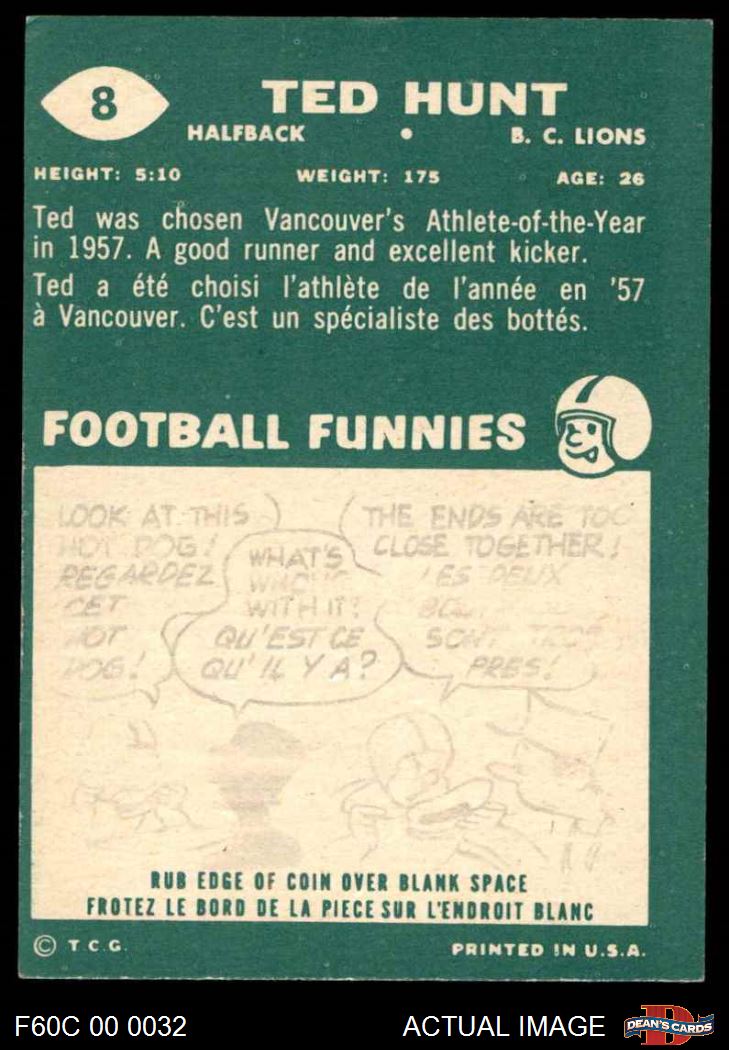 8
TED HUNT
HALFBACK • B. C. LIONS
HEIGHT: 5:10 WEIGHT: 175 AGE: 26
Ted was chosen Vancouver's Athlete-of-the-Year
in 1957. A good runner and excellent kicker.
Ted a été choisi l'athlète de l'année en '57
à Vancouver. C'est un spécialiste des bottés.
FOOTBALL FUNNIES
LOOK AT THIS
HOT DOG!
REGARDEZ
CET
HOT
DOG!
WHAT'S
WITH IT?
QU'EST CE
QU'IL Y A?
THE ENDS ARE TOO
CLOSE TOGETHER!
LES DEUX
SONT TROP
PRES!
RUB EDGE OF COIN OVER BLANK SPACE
FROTEZ LE BORD DE LA PIECE SUR L'ENDROIT BLANC
© T.C.G. PRINTED IN U.S.A.
F60C 00 0032 ACTUAL IMAGE
D
DEAN'S CARDS